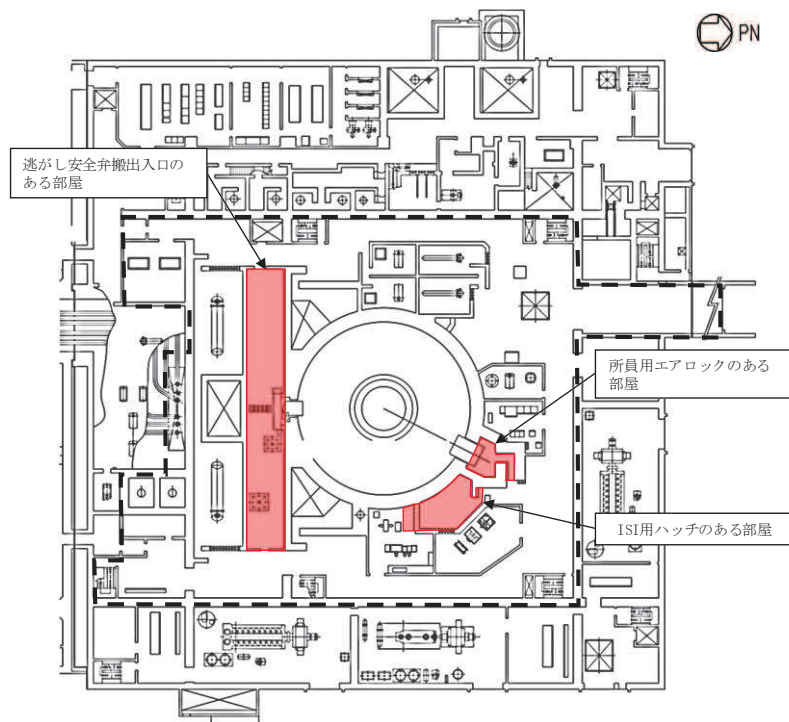 PN
逃がし安全弁搬出入口の
ある部屋
所員用エアロックのある
部屋
ISI用ハッチのある部屋